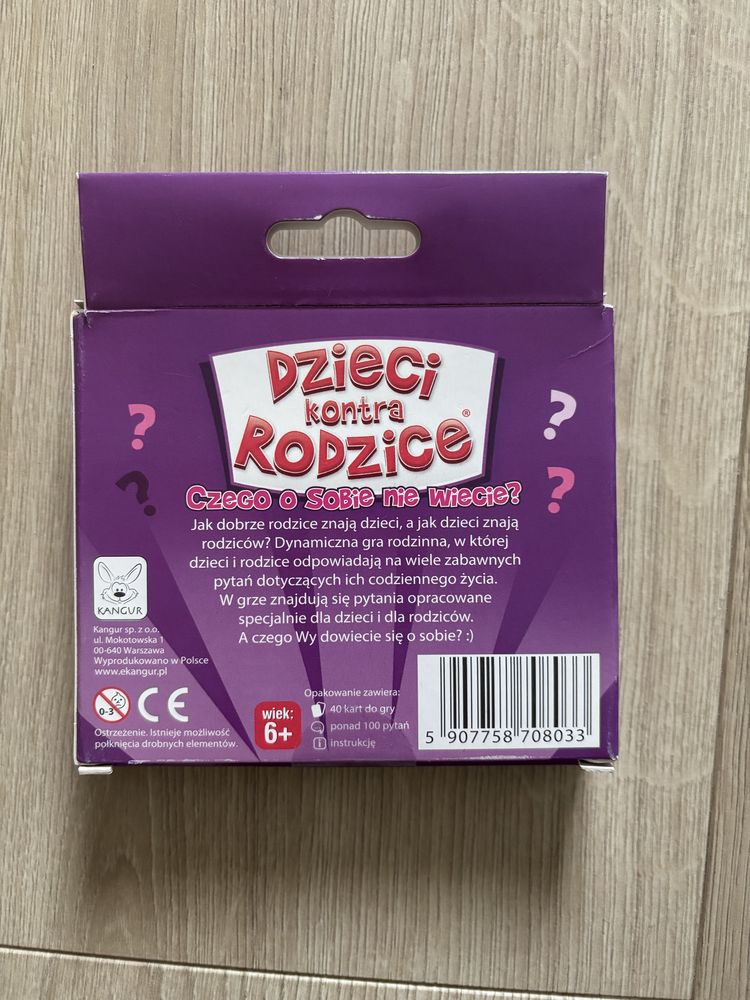 Dzieci
kontra
Rodzice®
Czego o sobie nie wiecie?
Jak dobrze rodzice znają dzieci, a jak dzieci znają
rodziców? Dynamiczna gra rodzinna, w której
dzieci i rodzice odpowiadają na wiele zabawnych
pytań dotyczących ich codziennego życia.
W grze znajdują się pytania opracowane
specjalnie dla dzieci i dla rodziców.
A czego Wy dowiecie się o sobie? :)
KANGUR
Kangur sp. z o.o.
ul. Mokotowska 1
00-640 Warszawa
Wyprodukowano w Polsce
www.ekangur.pl
0-3
CE
Ostrzeżenie. Istnieje możliwość
połknięcia drobnych elementów.
wiek:
6+
Opakowanie zawiera:
40 kart do gry
ponad 100 pytań
instrukcję
5 907758 708033